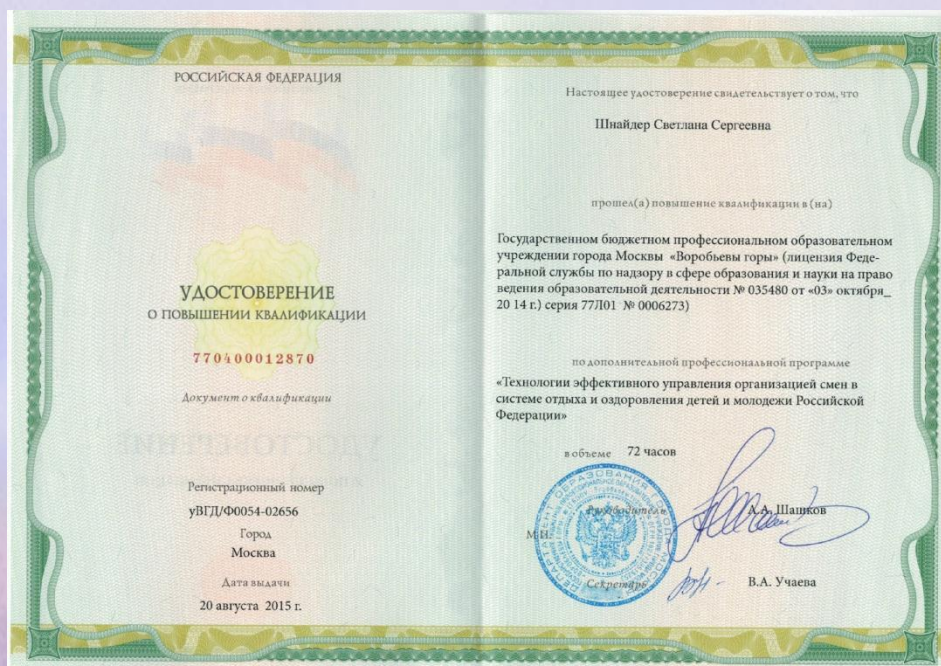 РОССИЙСКАЯ ФЕДЕРАЦИЯ
УДОСТОВЕРЕНИЕ
О ПОВЫШЕНИИ КВАЛИФИКАЦИИ
770400012870
Документ о квалификации
Регистрационный номер
уВГД/Ф0054-02656
Город
Москва
Дата выдачи
20 августа 2015 г.
Настоящее удостоверение свидетельствует о том, что
Шнайдер Светлана Сергеевна
прошел(а) повышение квалификации в (на)
Государственном бюджетном профессиональном образовательном
учреждении города Москвы «Воробьевы горы» (лицензия Феде-
ральной службы по надзору в сфере образования и науки на право
ведения образовательной деятельности № 035480 от «03» октября_
20 14 г.) серия 77Л01 № 0006273)
по дополнительной профессиональной программе
«Технологии эффективного управления организацией смен в
системе отдыха и оздоровления детей и молодежи Российской
Федерации»
в объеме 72 часов
Руководитель А.А. Шашков
М.П.
Секретарь В.А. Учаева